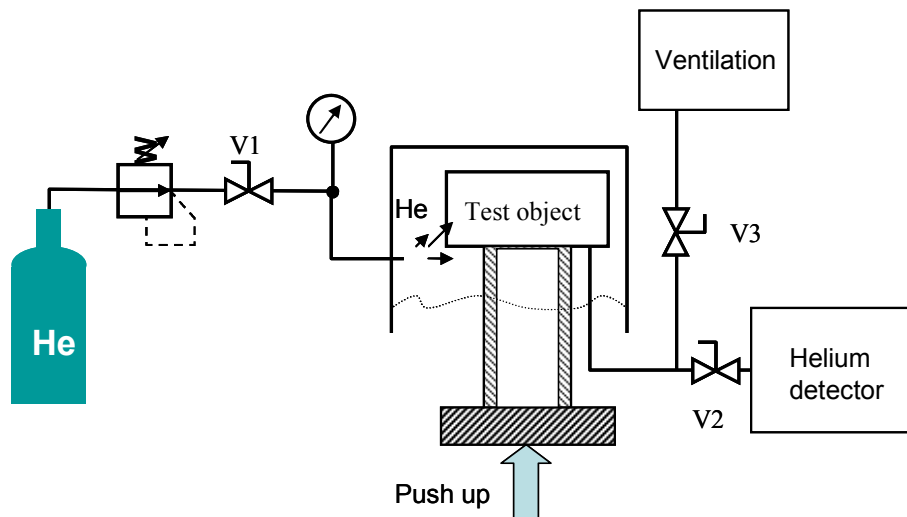 Ventilation
V1
He
Test object
V3
He
Helium
detector
V2
Push up